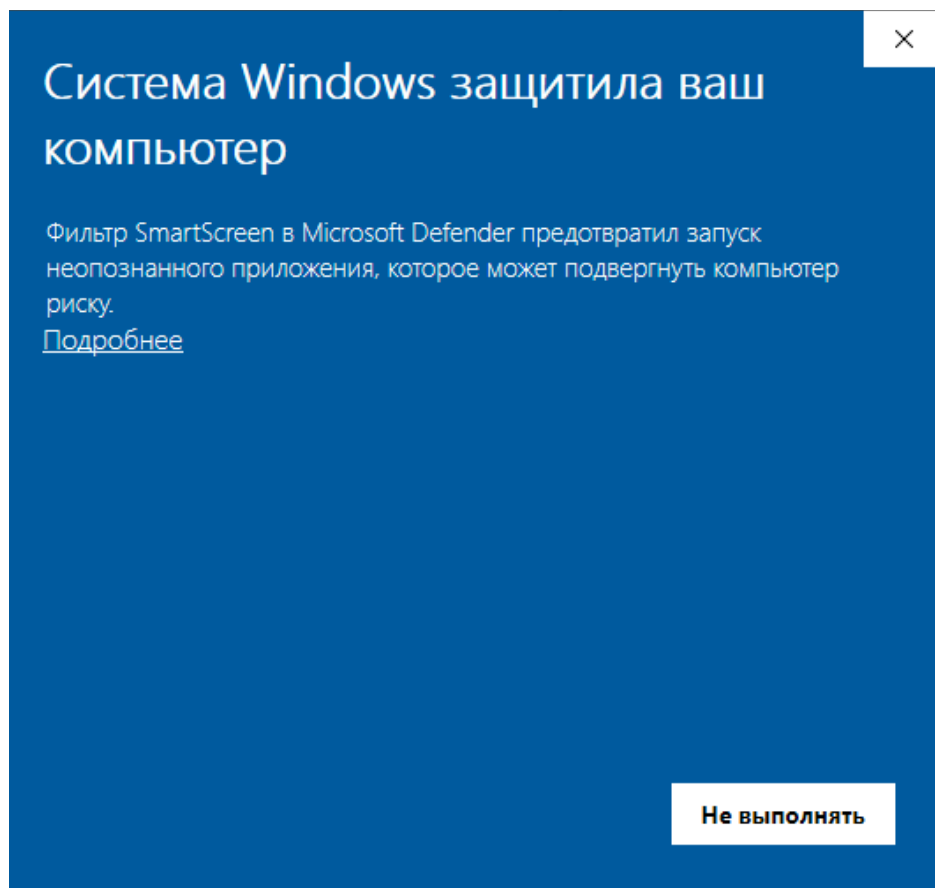 Система Windows защитила ваш
компьютер
Фильтр SmartScreen в Microsoft Defender предотвратил запуск
неопознанного приложения, которое может подвергнуть компьютер
риску.
Подробнее
Не выполнять